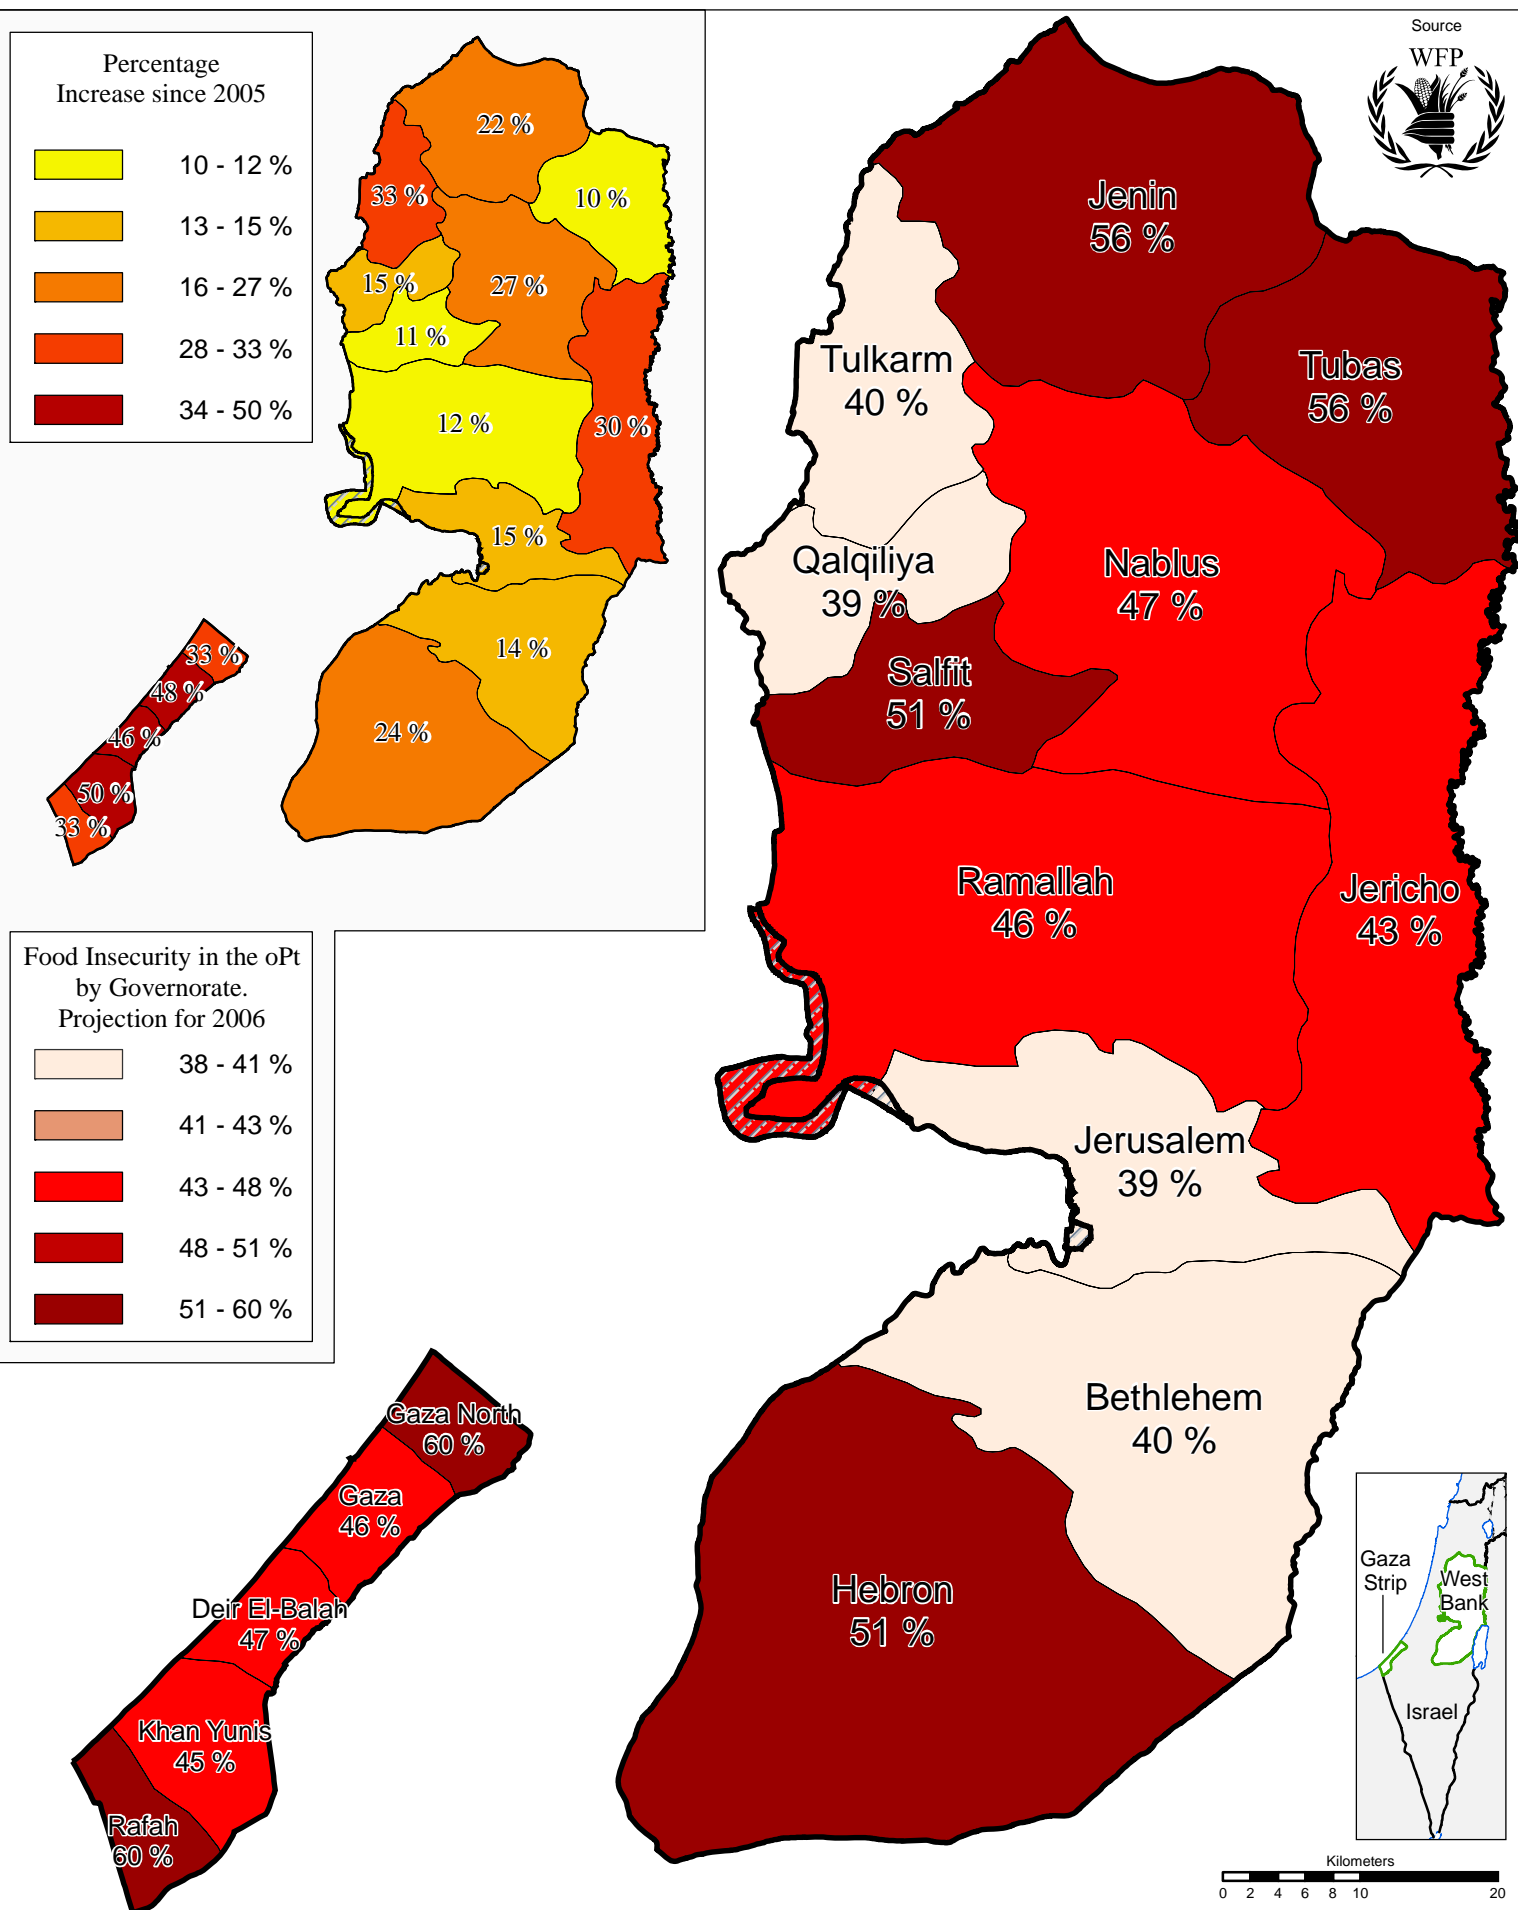 Percentage
Increase since 2005
10 - 12 %
13 - 15 %
16 - 27 %
28 - 33 %
34 - 50 %
22 %
10 %
33 %
15 %
27 %
11 %
12 %
30 %
15 %
14 %
24 %
33 %
48 %
46 %
50 %
33 %
Food Insecurity in the oPt
by Governorate.
Projection for 2006
38 - 41 %
41 - 43 %
43 - 48 %
48 - 51 %
51 - 60 %
Source
WFP
Jenin
56 %
Tubas
56 %
Tulkarm
40 %
Qalqiliya
39 %
Nablus
47 %
Salfit
51 %
Ramallah
46 %
Jericho
43 %
Jerusalem
39 %
Bethlehem
40 %
Hebron
51 %
Gaza North
60 %
Gaza
46 %
Deir El-Balah
47 %
Khan Yunis
45 %
Rafah
60 %
Gaza
Strip
West
Bank
Israel
Kilometers
0 2 4 6 8 10 20